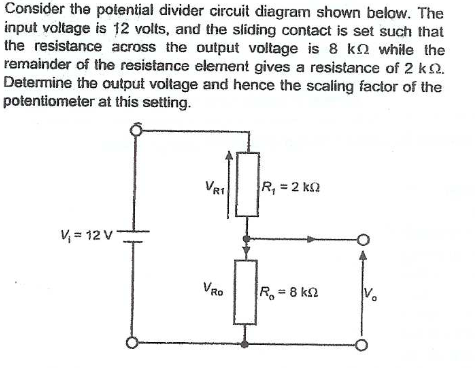 Consider the potential divider circuit diagram shown below. The
input voltage is 12 volts, and the sliding contact is set such that
the resistance across the output voltage is 8 kΩ while the
remainder of the resistance element gives a resistance of 2 kΩ.
Determine the output voltage and hence the scaling factor of the
potentiometer at this setting.
V_R1
R₁ = 2 kΩ
Vᵢ = 12 V
V_Ro
Rₒ = 8 kΩ
Vₒ